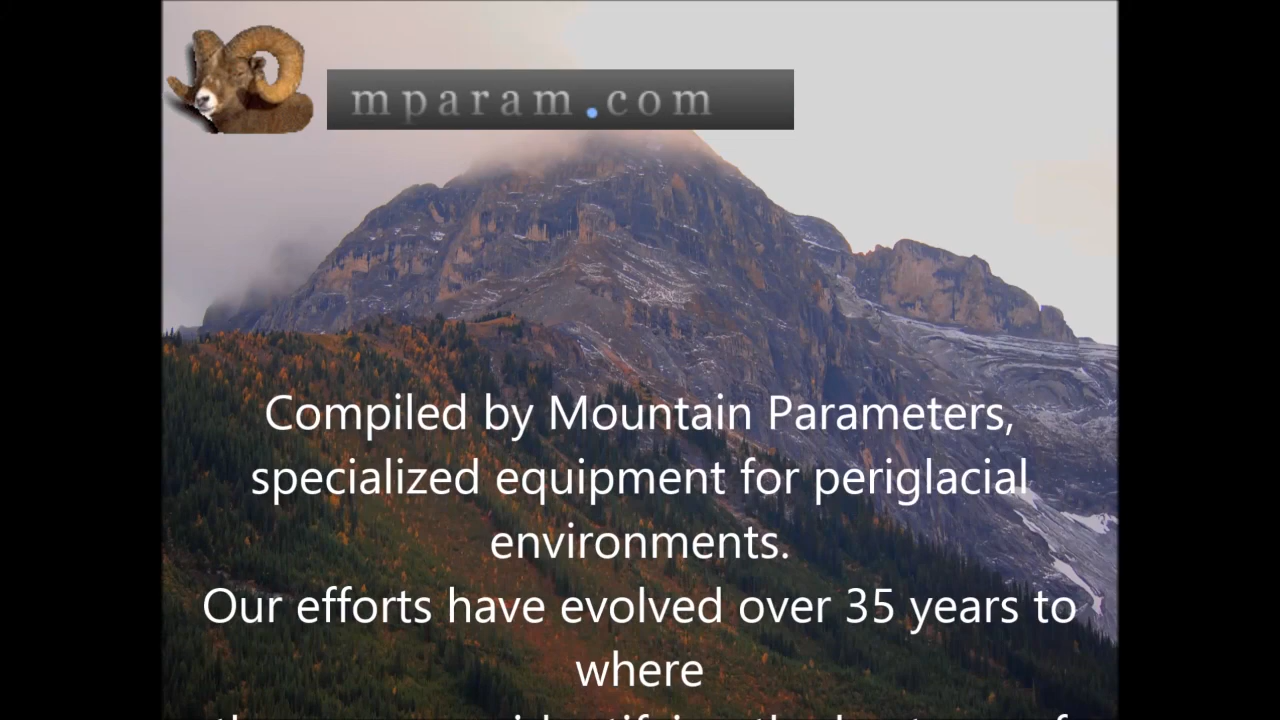 mparam.com
Compiled by Mountain Parameters,
specialized equipment for periglacial
environments.
Our efforts have evolved over 35 years to
where